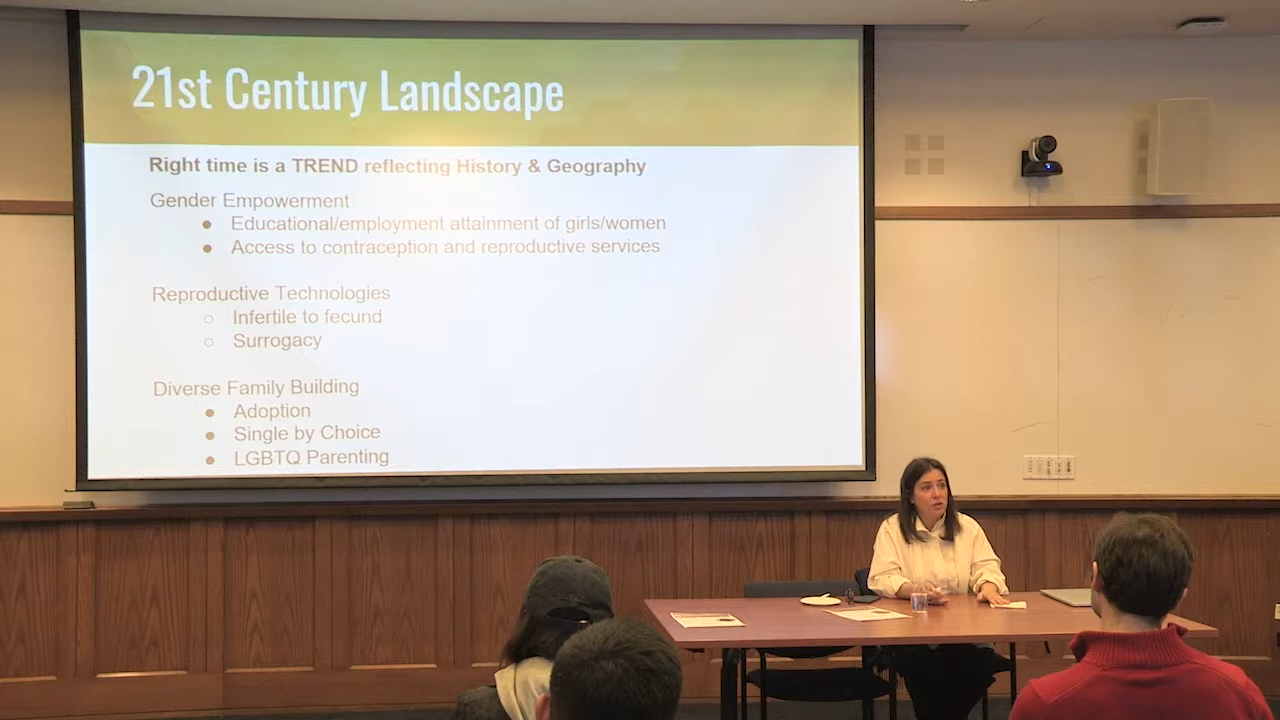 21st Century Landscape
Right time is a TREND reflecting History & Geography
Gender Empowerment
● Educational/employment attainment of girls/women
● Access to contraception and reproductive services
Reproductive Technologies
○ Infertile to fecund
○ Surrogacy
Diverse Family Building
● Adoption
● Single by Choice
● LGBTQ Parenting